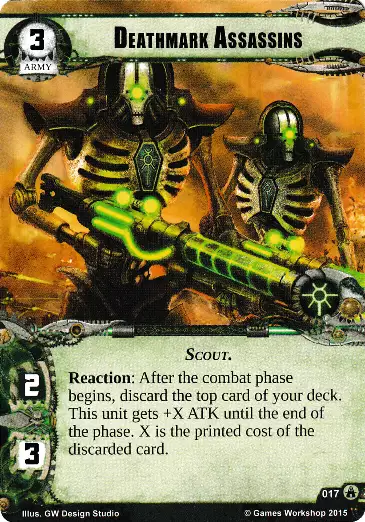 3
DEATHMARK ASSASSINS
ARMY
SCOUT.
2
Reaction: After the combat phase
begins, discard the top card of your deck.
This unit gets +X ATK until the end of
the phase. X is the printed cost of the
discarded card.
3
017
Illus. GW Design Studio
© Games Workshop 2015